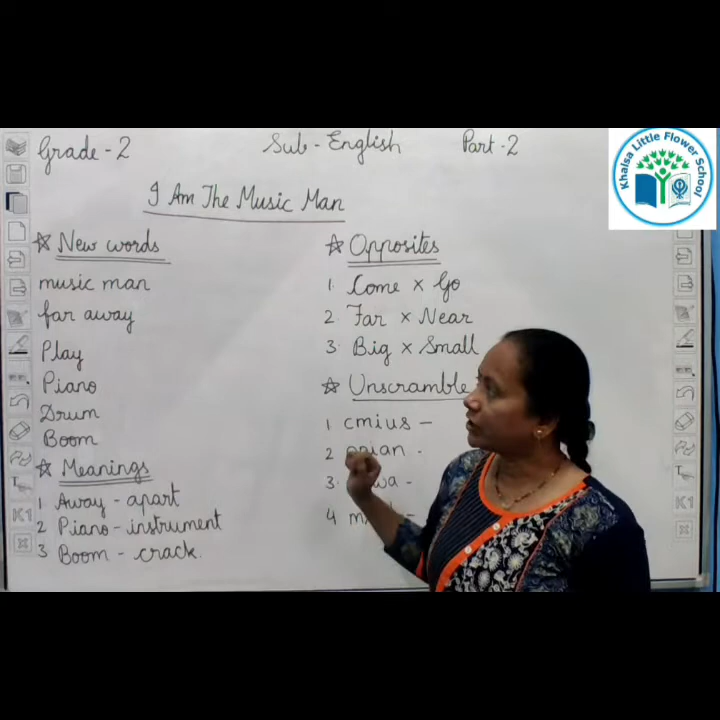 Grade - 2
Sub - English
Part - 2
Khalsa Little Flower School
I Am The Music Man
☆ New words
music man
far away
Play
Piano
Drum
Boom
☆ Meanings
1 Away - apart
2 Piano - instrument
3 Boom - crack.
☆ Opposites
1. Come × Go
2. Far × Near
3. Big × Small
☆ Unscramble
1 cmius -
2
3.
4
K1
K1